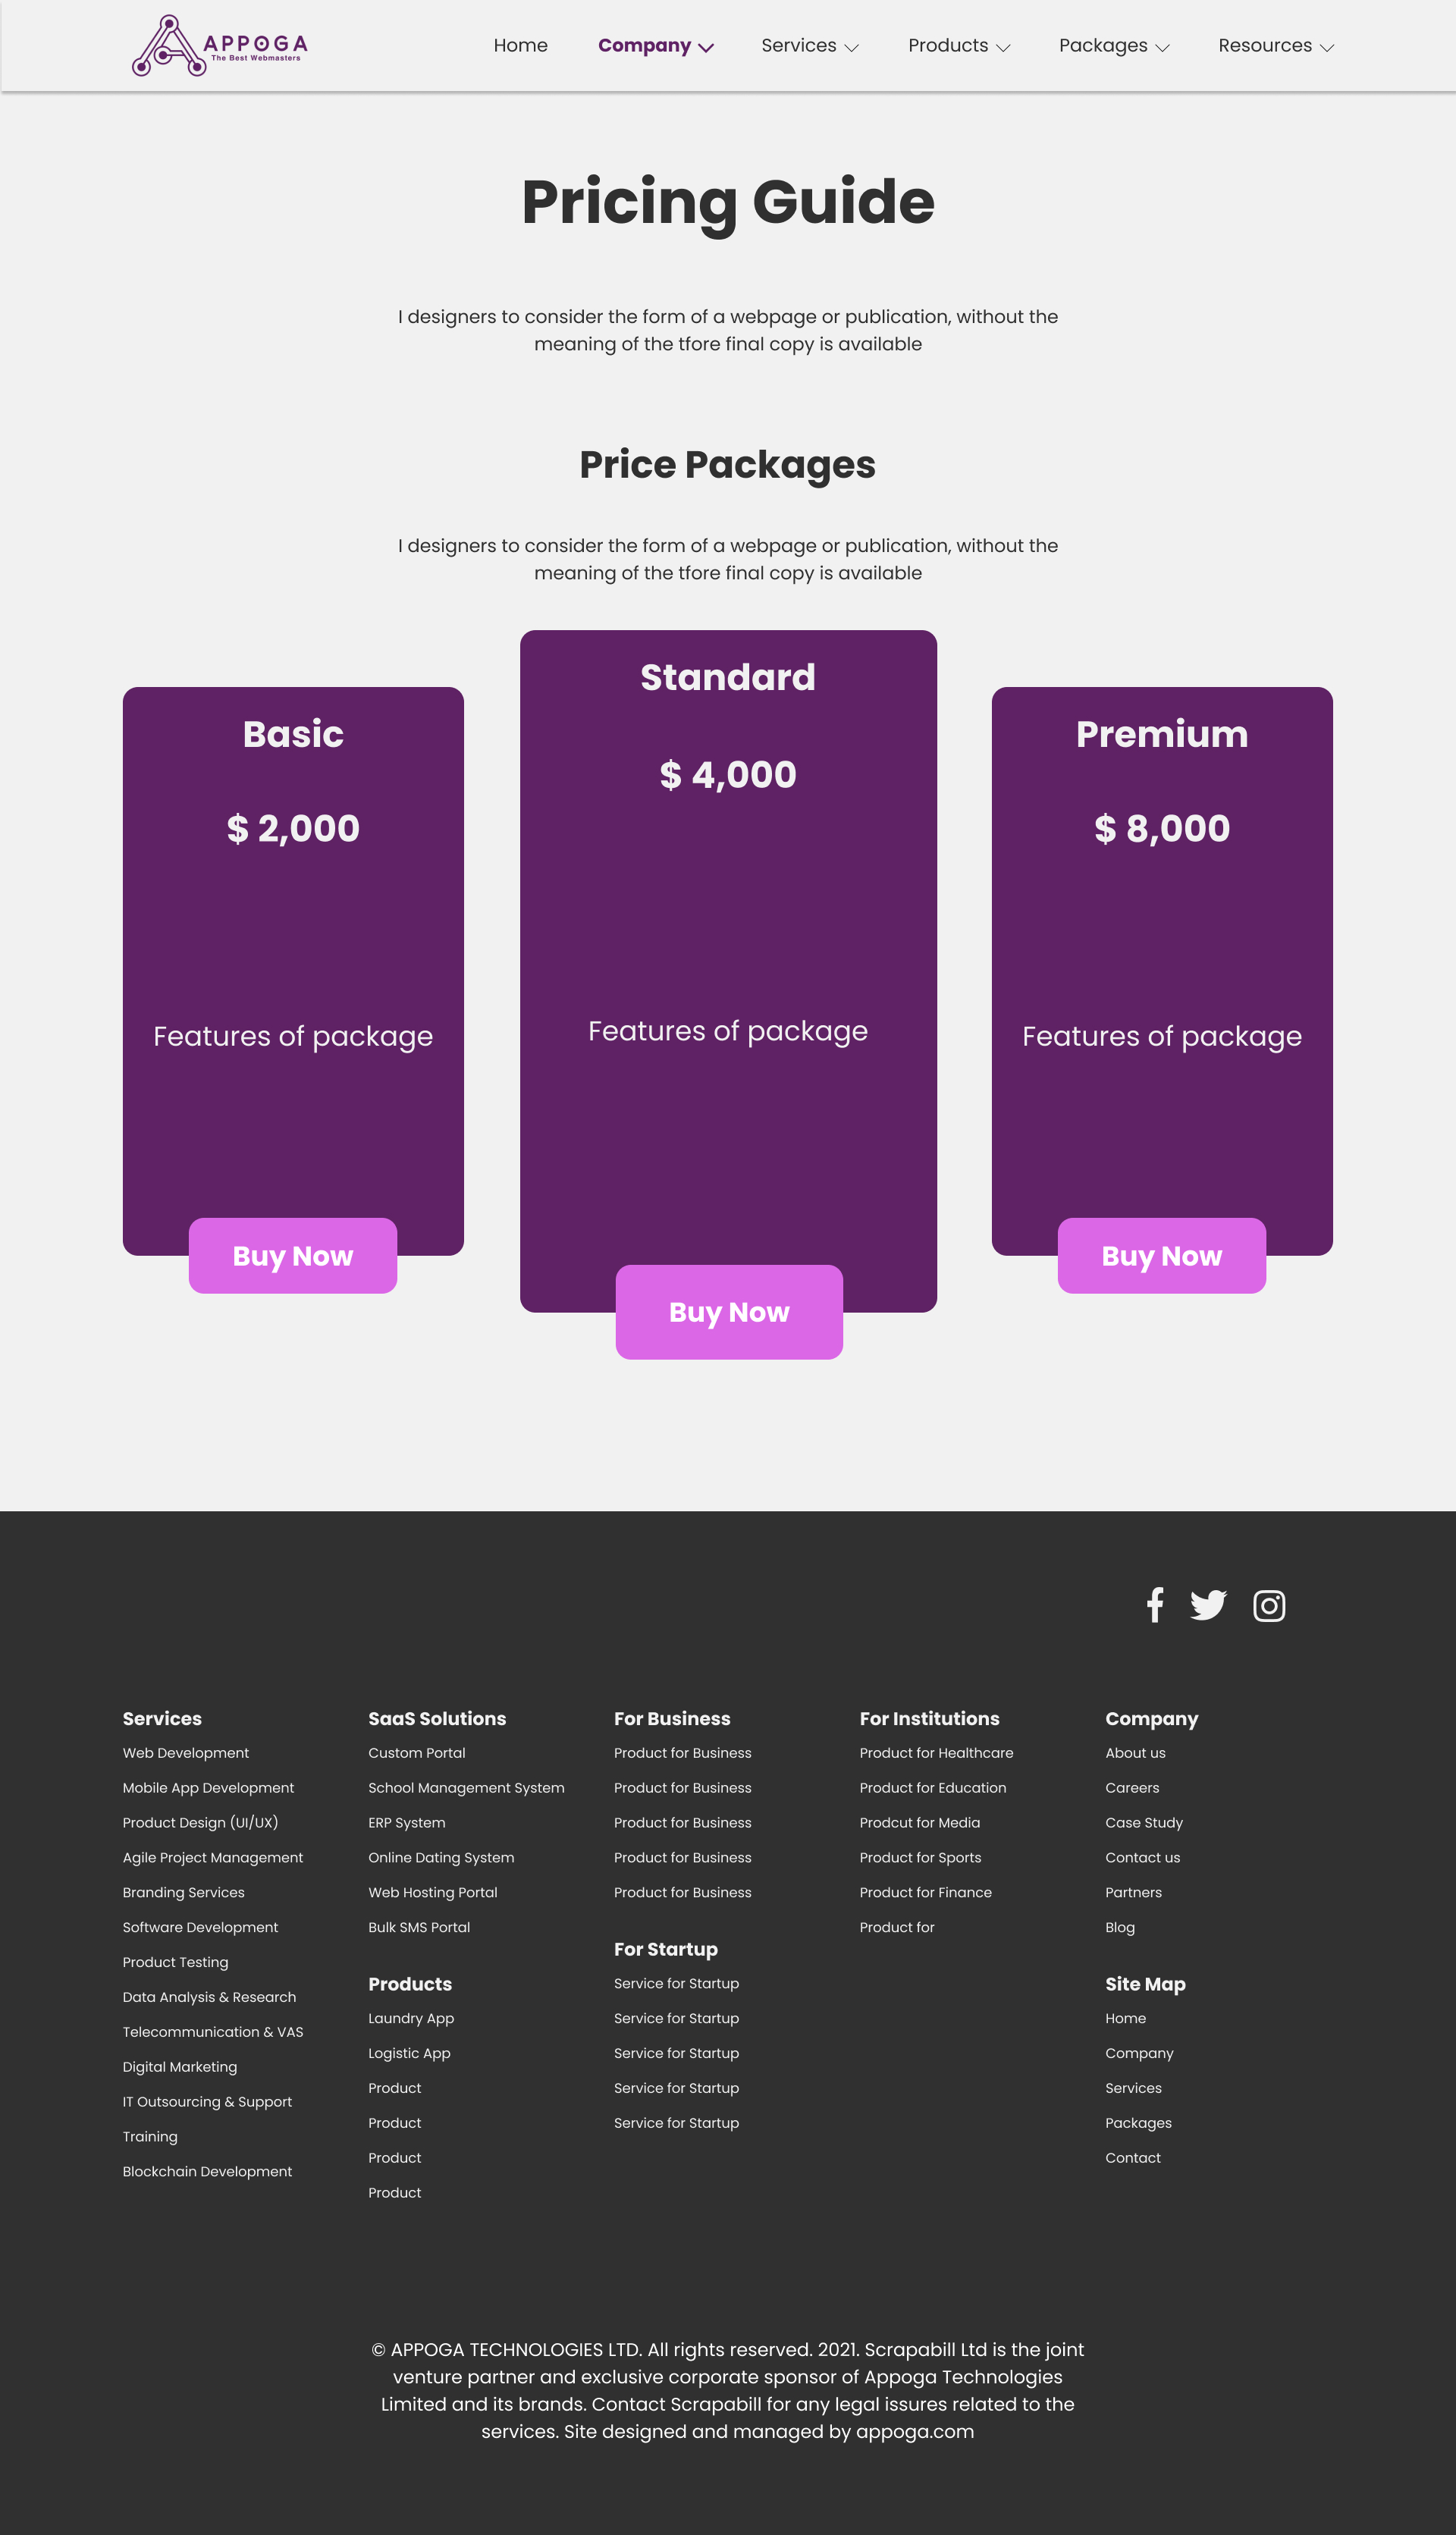 APPOGA
The Best Webmasters
Home Company Services Products Packages Resources
Pricing Guide
I designers to consider the form of a webpage or publication, without the
meaning of the tfore final copy is available
Price Packages
I designers to consider the form of a webpage or publication, without the
meaning of the tfore final copy is available
Basic
$ 2,000
Features of package
Buy Now
Standard
$ 4,000
Features of package
Buy Now
Premium
$ 8,000
Features of package
Buy Now
Services
Web Development
Mobile App Development
Product Design (UI/UX)
Agile Project Management
Branding Services
Software Development
Product Testing
Data Analysis & Research
Telecommunication & VAS
Digital Marketing
IT Outsourcing & Support
Training
Blockchain Development
SaaS Solutions
Custom Portal
School Management System
ERP System
Online Dating System
Web Hosting Portal
Bulk SMS Portal
Products
Laundry App
Logistic App
Product
Product
Product
Product
For Business
Product for Business
Product for Business
Product for Business
Product for Business
Product for Business
For Startup
Service for Startup
Service for Startup
Service for Startup
Service for Startup
Service for Startup
For Institutions
Product for Healthcare
Product for Education
Prodcut for Media
Product for Sports
Product for Finance
Product for
Company
About us
Careers
Case Study
Contact us
Partners
Blog
Site Map
Home
Company
Services
Packages
Contact
© APPOGA TECHNOLOGIES LTD. All rights reserved. 2021. Scrapabill Ltd is the joint
venture partner and exclusive corporate sponsor of Appoga Technologies
Limited and its brands. Contact Scrapabill for any legal issures related to the
services. Site designed and managed by appoga.com